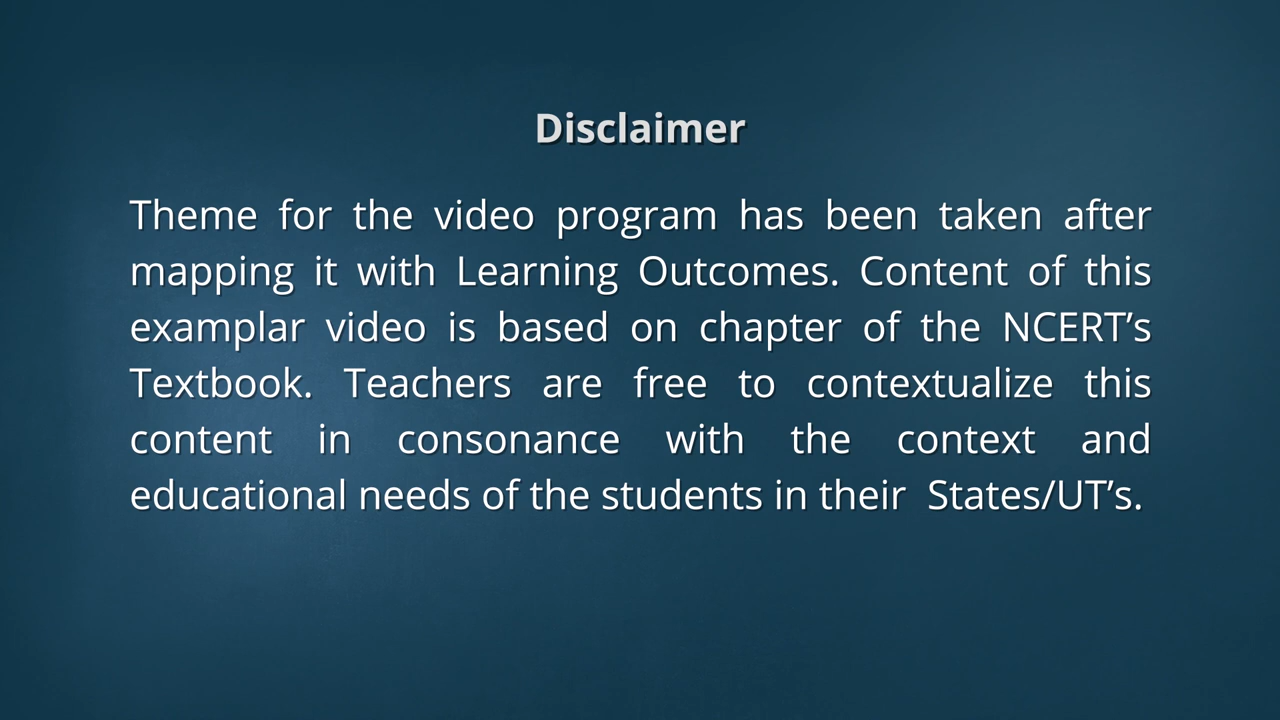 Disclaimer
Theme for the video program has been taken after
mapping it with Learning Outcomes. Content of this
examplar video is based on chapter of the NCERT’s
Textbook. Teachers are free to contextualize this
content in consonance with the context and
educational needs of the students in their  States/UT’s.